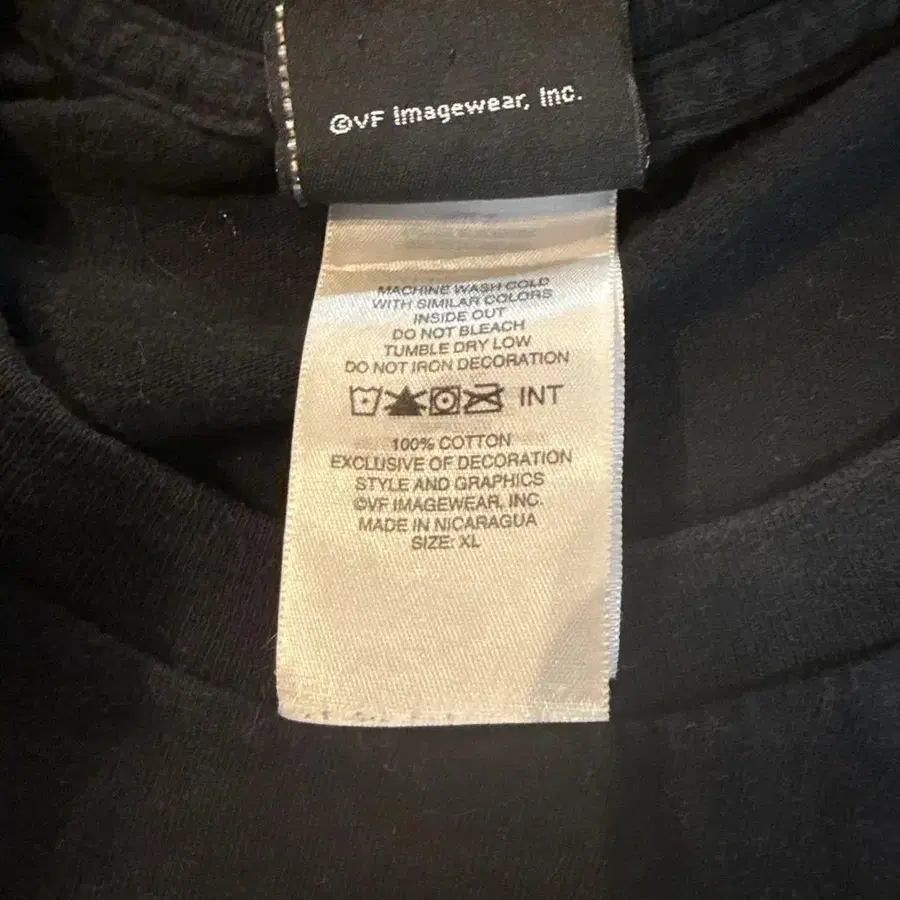 ©VF Imagewear, Inc.
MACHINE WASH COLD
WITH SIMILAR COLORS
INSIDE OUT
DO NOT BLEACH
TUMBLE DRY LOW
DO NOT IRON DECORATION
INT
100% COTTON
EXCLUSIVE OF DECORATION
STYLE AND GRAPHICS
©VF IMAGEWEAR, INC.
MADE IN NICARAGUA
SIZE: XL